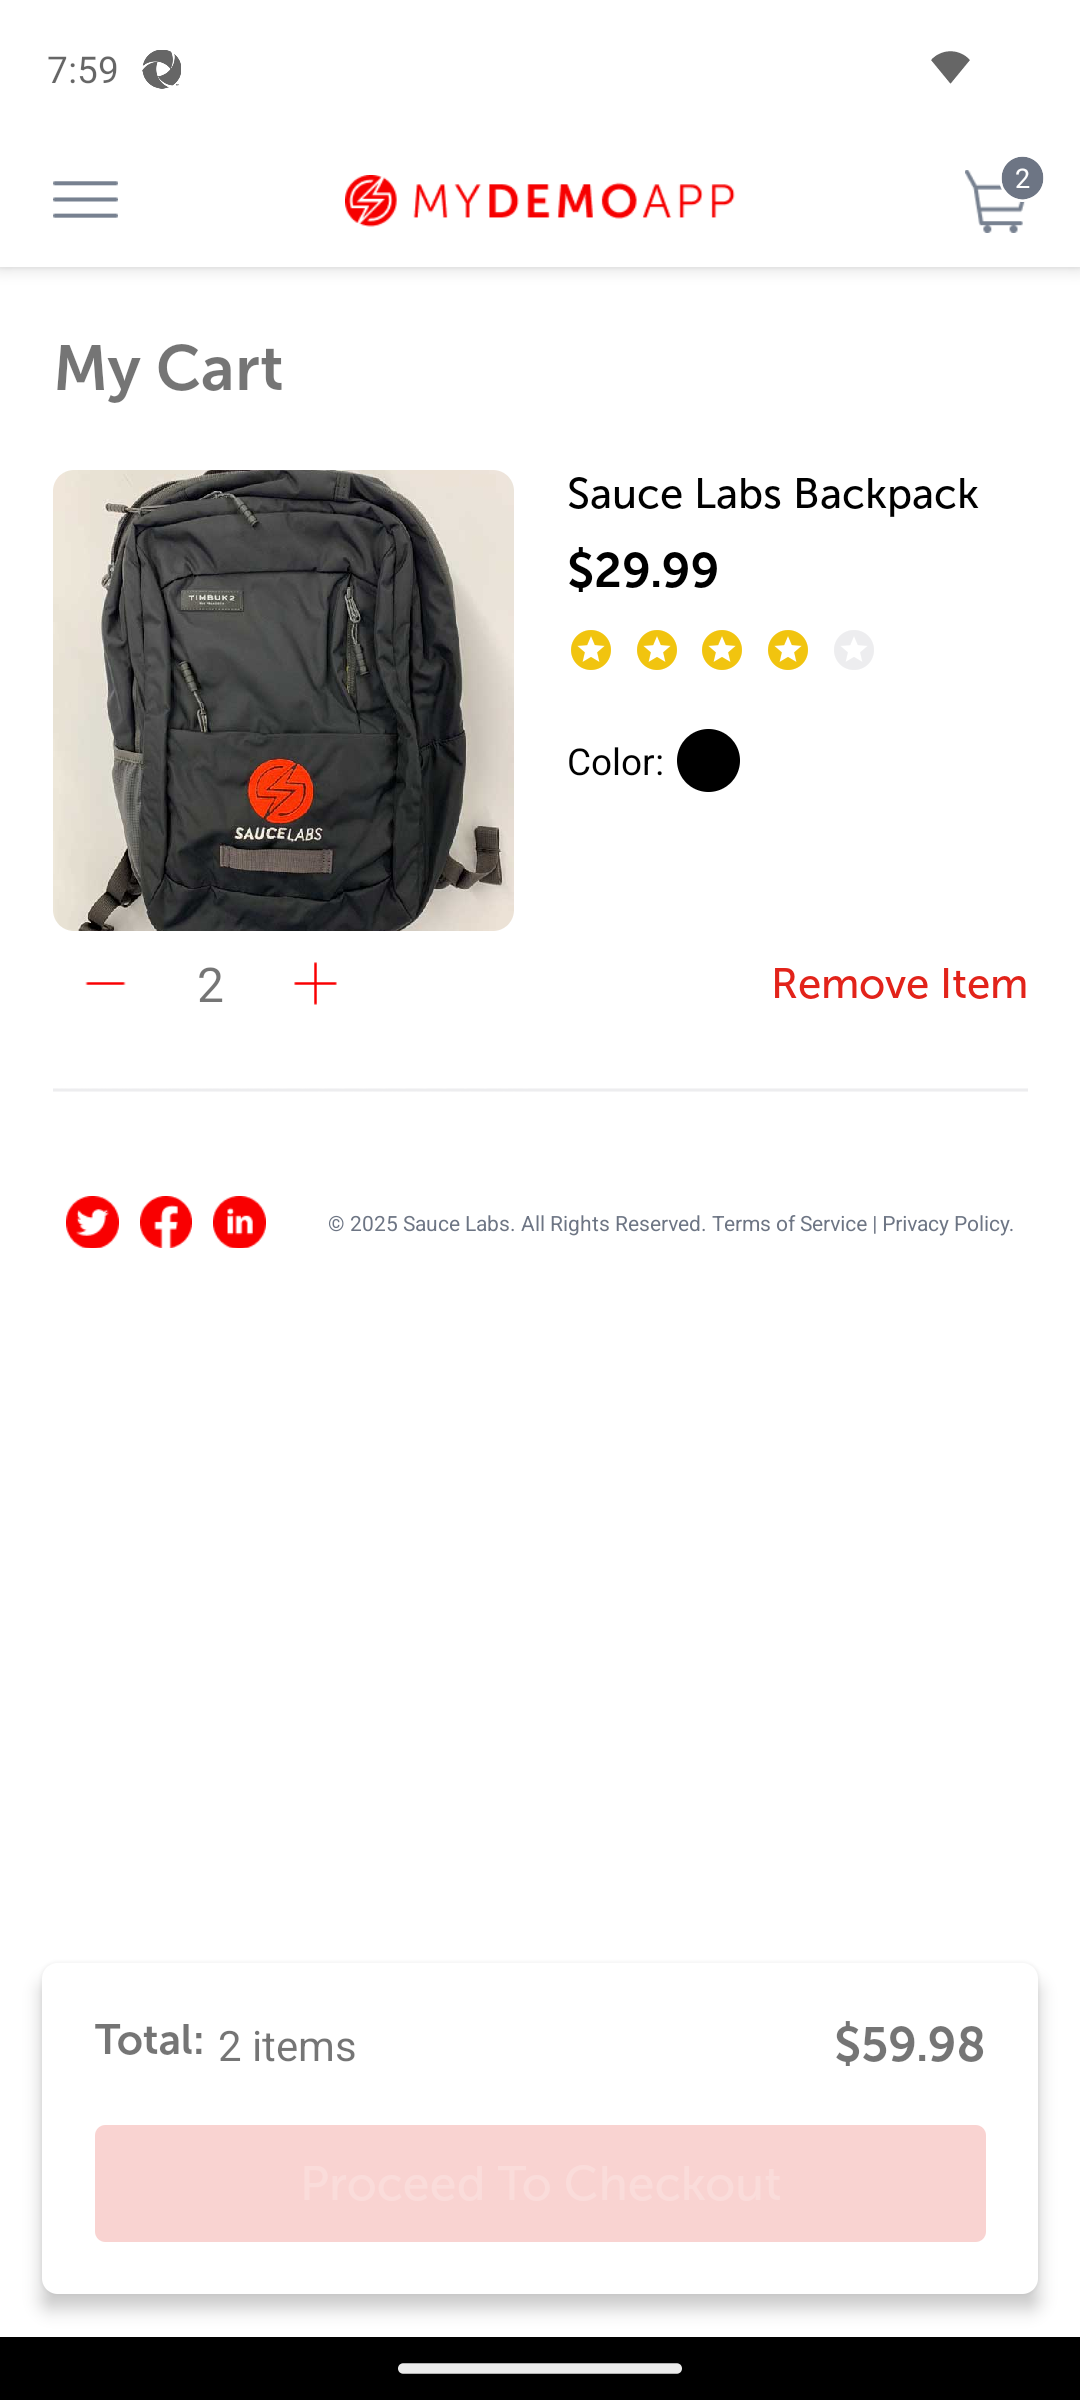 7:59
MYDEMOAPP
2
My Cart
TIMBUK2
SAUCELABS
Sauce Labs Backpack
$29.99
Color:
2
Remove Item
© 2025 Sauce Labs. All Rights Reserved. Terms of Service | Privacy Policy.
Total: 2 items
$59.98
Proceed To Checkout